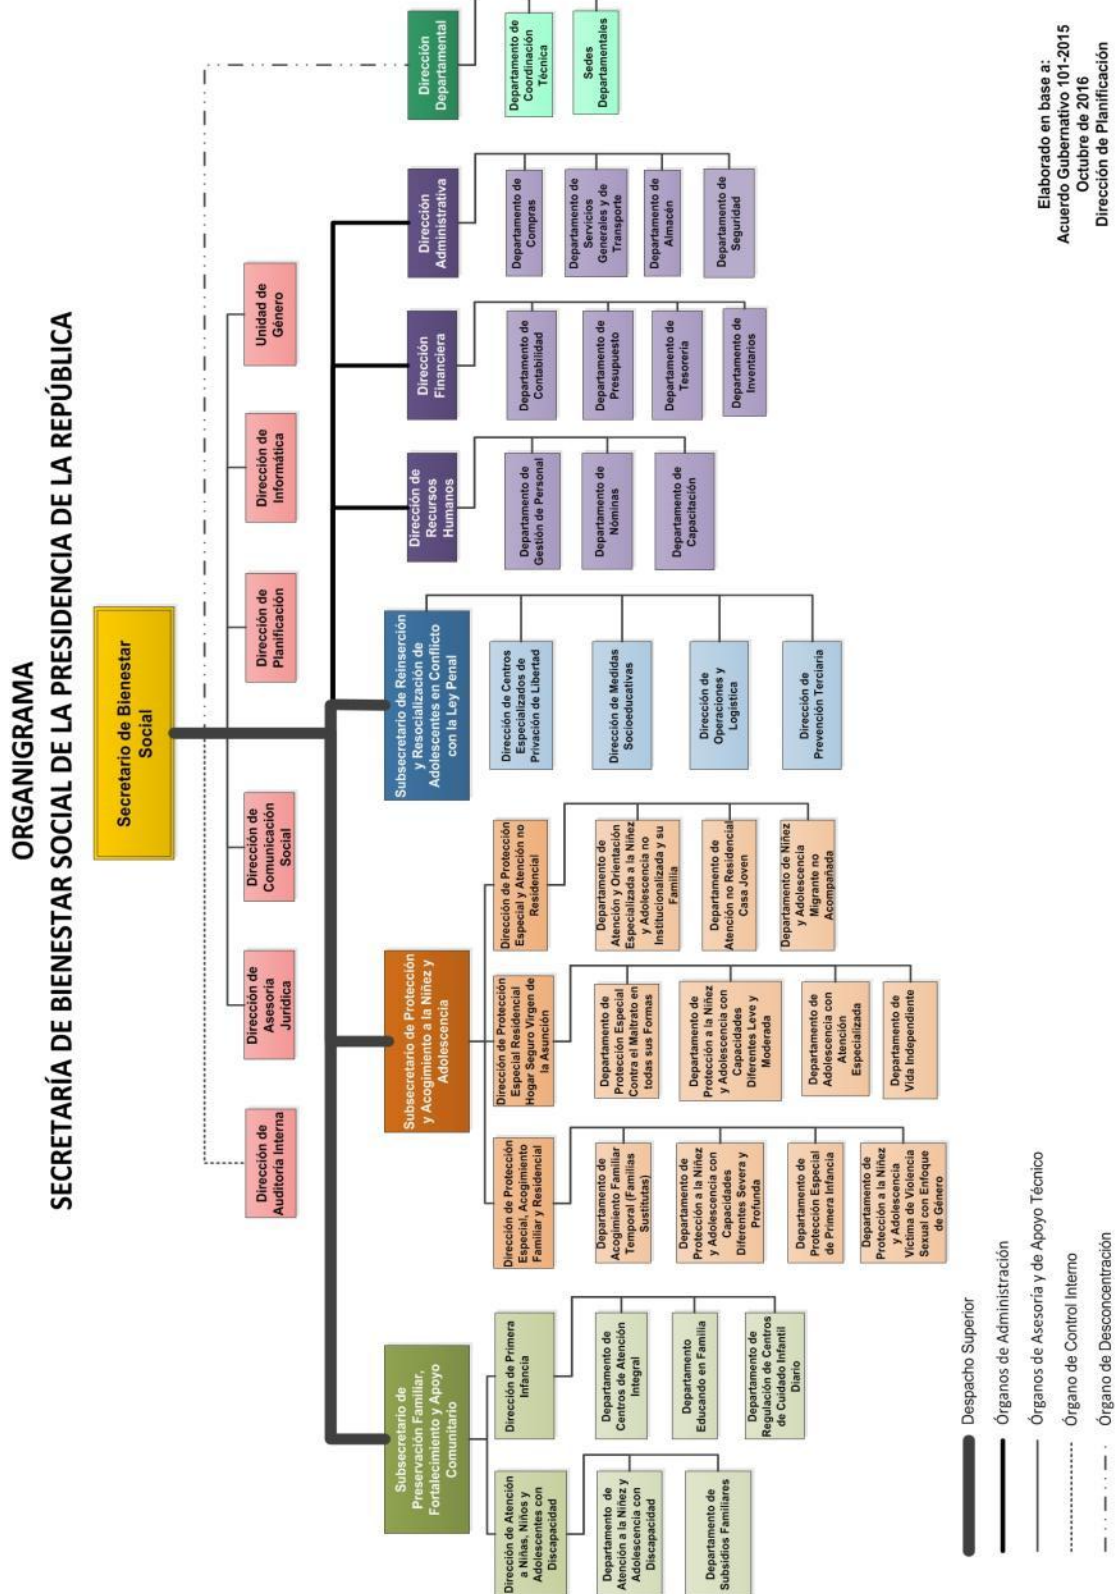 ORGANIGRAMA
SECRETARÍA DE BIENESTAR SOCIAL DE LA PRESIDENCIA DE LA REPÚBLICA
Secretario de Bienestar
Social
Dirección de
Auditoría Interna
Dirección de
Asesoría
Jurídica
Dirección de
Comunicación
Social
Dirección de
Planificación
Dirección de
Informática
Unidad de
Género
Subsecretario de
Preservación Familiar,
Fortalecimiento y Apoyo
Comunitario
Dirección de Atención
a Niñas, Niños y
Adolescentes con
Discapacidad
Departamento de
Atención a la Niñez y
Adolescencia con
Discapacidad
Departamento de
Subsidios Familiares
Dirección de Primera
Infancia
Departamento de
Centros de Atención
Integral
Departamento
Educando en Familia
Departamento de
Regulación de Centros
de Cuidado Infantil
Diario
Subsecretario de Protección
y Acogimiento a la Niñez y
Adolescencia
Dirección de Protección
Especial, Acogimiento
Familiar y Residencial
Departamento de
Acogimiento Familiar
Temporal (Familias
Sustitutas)
Departamento de
Protección a la Niñez
y Adolescencia con
Capacidades
Diferentes Severa y
Profunda
Departamento de
Protección Especial
de Primera Infancia
Departamento de
Protección a la Niñez
y Adolescencia
Víctima de Violencia
Sexual con Enfoque
de Género
Dirección de Protección
Especial Residencial
Hogar Seguro Virgen de
la Asunción
Departamento de
Protección Especial
Contra el Maltrato en
todas sus Formas
Departamento de
Protección a la Niñez
y Adolescencia con
Capacidades
Diferentes Leve y
Moderada
Departamento de
Adolescencia con
Atención
Especializada
Departamento de
Vida Independiente
Dirección de Protección
Especial y Atención no
Residencial
Departamento de
Atención y Orientación
Especializada a la Niñez
y Adolescencia no
Institucionalizada y su
Familia
Departamento de
Atención no Residencial
Casa Joven
Departamento de Niñez
y Adolescencia
Migrante no
Acompañada
Subsecretario de Reinserción
y Resocialización de
Adolescentes en Conflicto
con la Ley Penal
Dirección de Centros
Especializados de
Privación de Libertad
Dirección de Medidas
Socioeducativas
Dirección de
Operaciones y
Logística
Dirección de
Prevención Terciaria
Dirección de
Recursos
Humanos
Departamento de
Gestión de Personal
Departamento de
Nóminas
Departamento de
Capacitación
Dirección
Financiera
Departamento de
Contabilidad
Departamento de
Presupuesto
Departamento de
Tesorería
Departamento de
Inventarios
Dirección
Administrativa
Departamento de
Compras
Departamento de
Servicios
Generales y de
Transporte
Departamento de
Almacén
Departamento de
Seguridad
Dirección
Departamental
Departamento de
Coordinación
Técnica
Sedes
Departamentales
Despacho Superior
Órganos de Administración
Órganos de Asesoría y de Apoyo Técnico
Órgano de Control Interno
Órgano de Desconcentración
Elaborado en base a:
Acuerdo Gubernativo 101-2015
Octubre de 2016
Dirección de Planificación